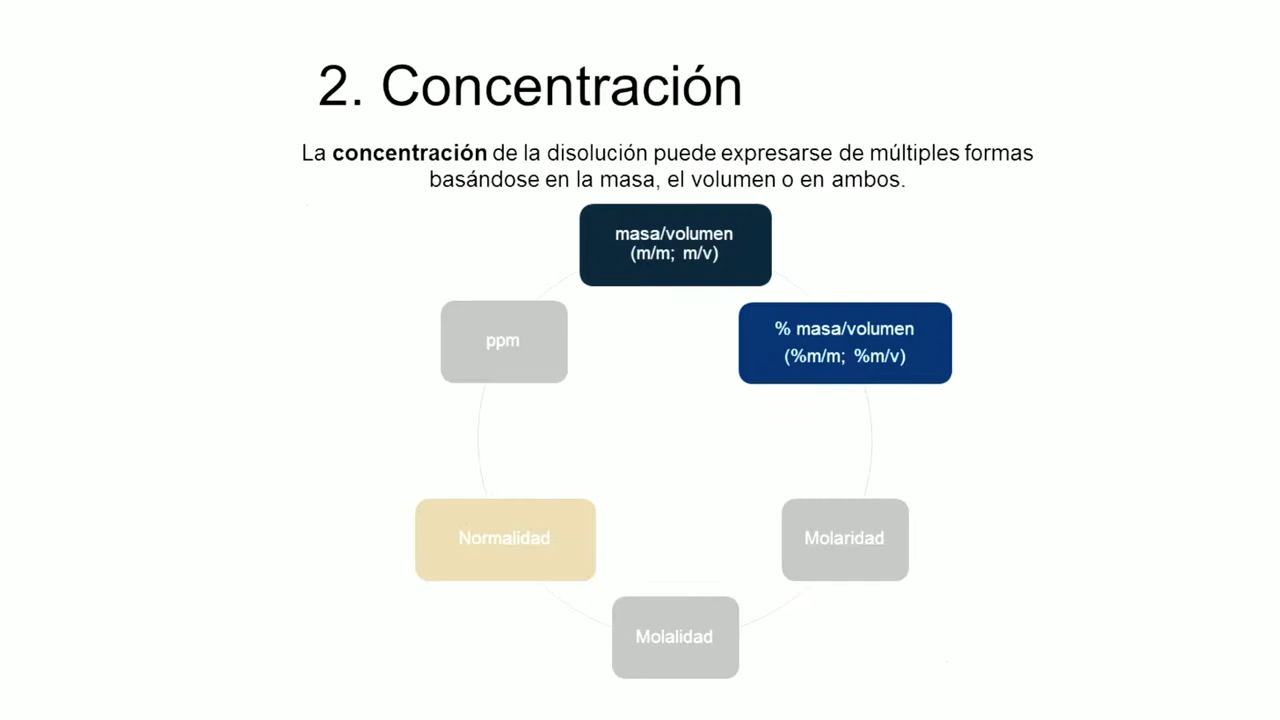 2. Concentración
La concentración de la disolución puede expresarse de múltiples formas
basándose en la masa, el volumen o en ambos.
masa/volumen
(m/m; m/v)
% masa/volumen
(%m/m; %m/v)
Molaridad
Molalidad
Normalidad
ppm